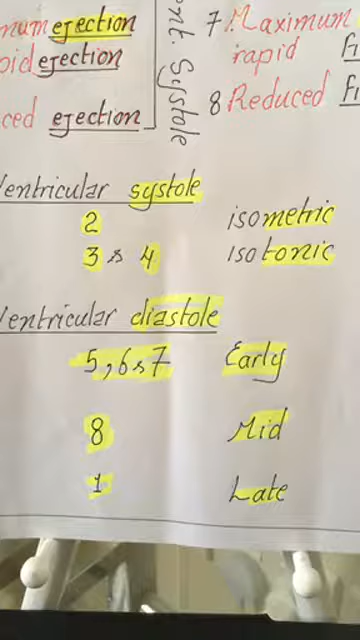 mum ejection
pid ejection
ced ejection
nt. Systole
7 Maximum
rapid
8 Reduced
Ventricular systole
2 isometric
3 & 4 Isotonic
Ventricular diastole
5,6&7 Early
8 Mid
1 Late